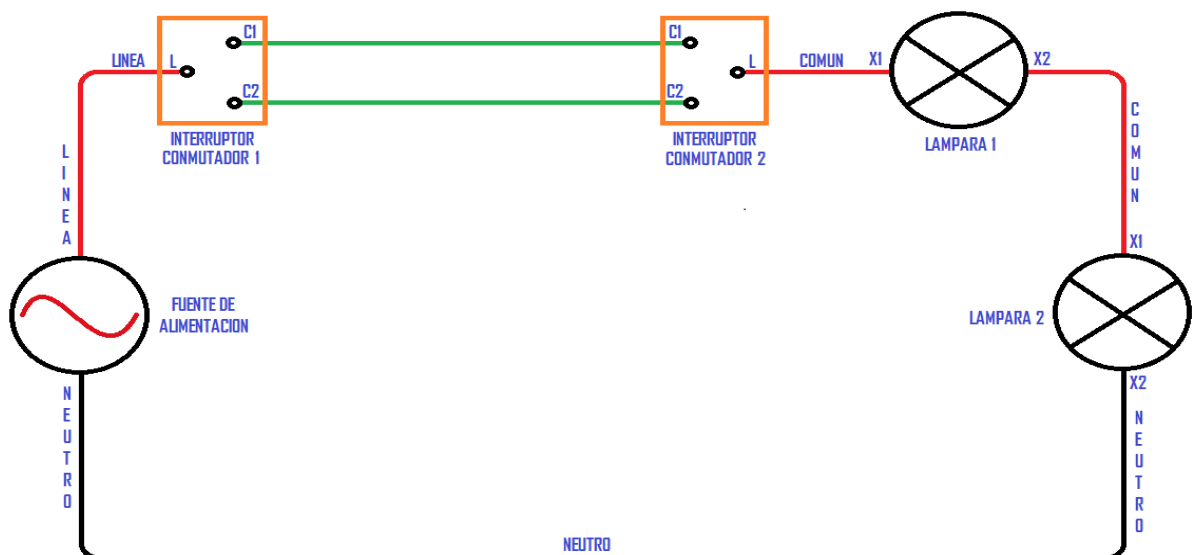 LINEA
L
C1
C2
INTERRUPTOR
CONMUTADOR 1
C1
C2
L
INTERRUPTOR
CONMUTADOR 2
COMUN
X1
X2
LAMPARA 1
COMUN
LINEA
FUENTE DE
ALIMENTACION
X1
LAMPARA 2
X2
NEUTRO
NEUTRO
NEUTRO